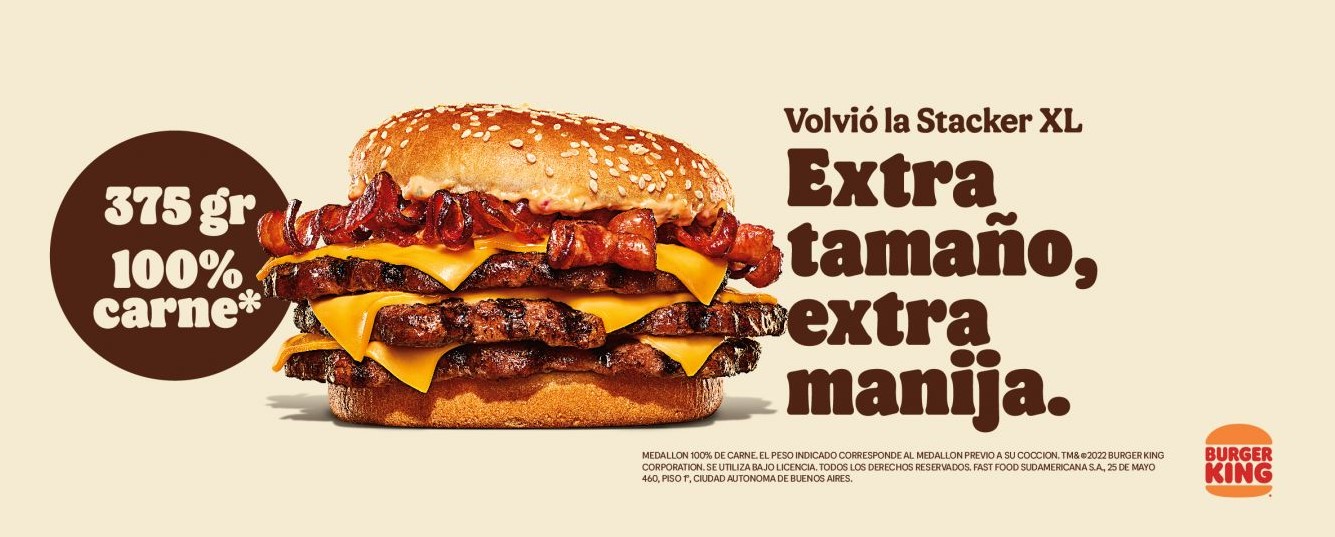 375 gr
100%
carne*
Volvió la Stacker XL
Extra
tamaño,
extra
manija.
MEDALLON 100% DE CARNE. EL PESO INDICADO CORRESPONDE AL MEDALLON PREVIO A SU COCCION. TM& ©2022 BURGER KING
CORPORATION. SE UTILIZA BAJO LICENCIA. TODOS LOS DERECHOS RESERVADOS. FAST FOOD SUDAMERICANA S.A., 25 DE MAYO
460, PISO 1°, CIUDAD AUTONOMA DE BUENOS AIRES.
BURGER
KING